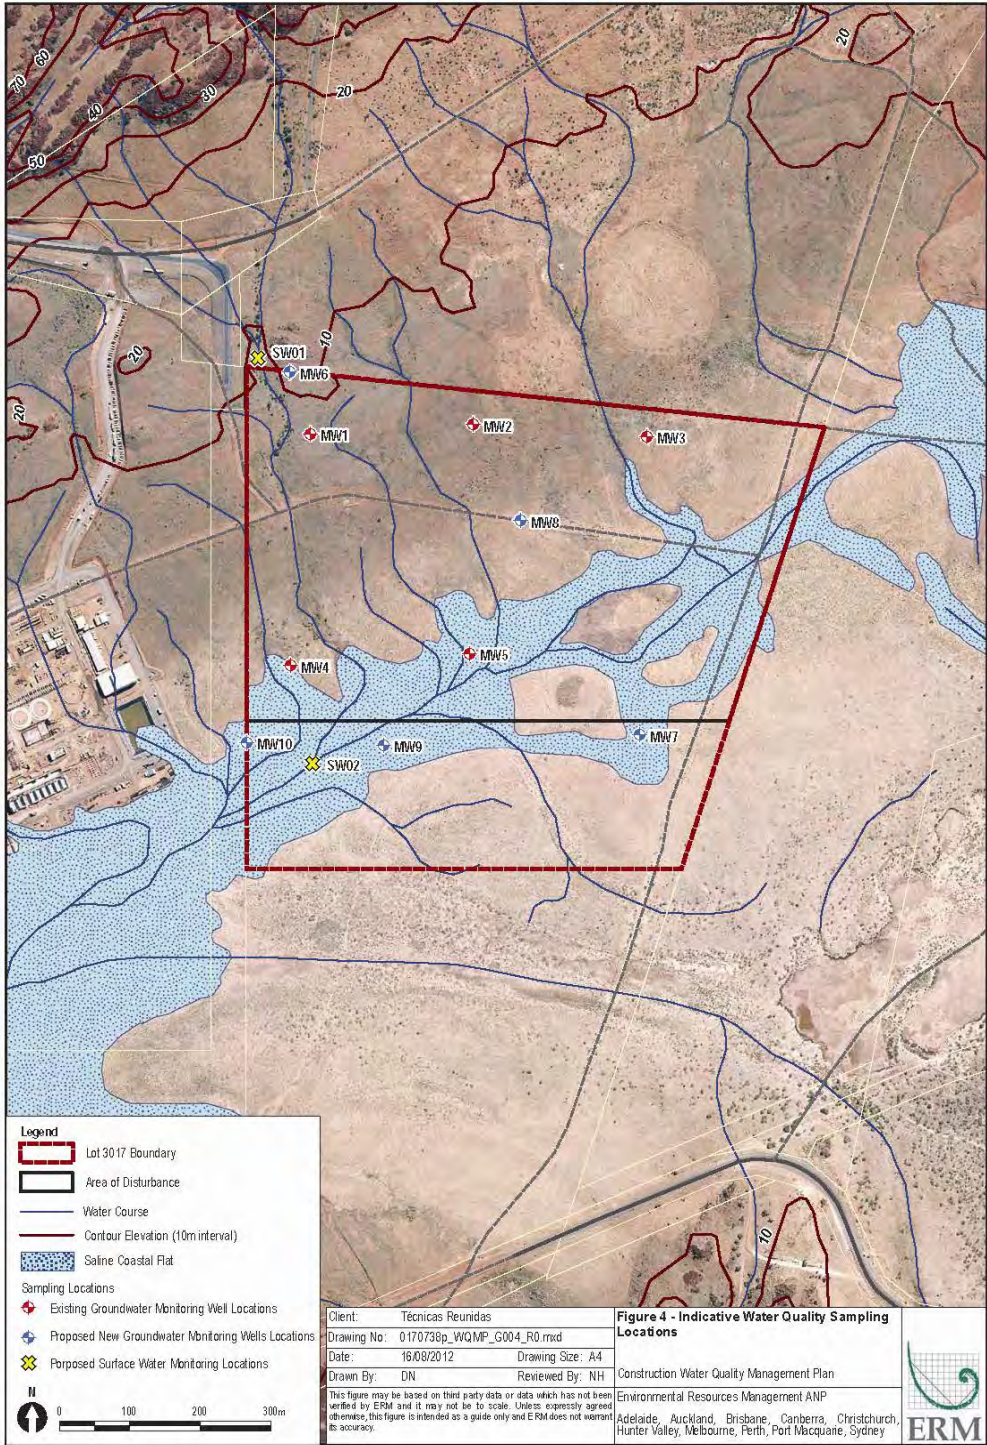 70
60
40
30
50
20
20
SW01
10
MW6
20
20
MW1
MW2
MW3
MW8
MW4
MW5
MW10
MW9
MW7
SW02
10
Legend
Lot 3017 Boundary
Area of Disturbance
Water Course
Contour Elevation (10m interval)
Saline Coastal Flat
Sampling Locations
Existing Groundwater Monitoring Well Locations
Proposed New Groundwater Monitoring Wells Locations
Porposed Surface Water Monitoring Locations
N
0 100 200 300m
Client: Técnicas Reunidas
Drawing No: 0170738p_WQMP_G004_R0.mxd
Date: 16/08/2012 Drawing Size: A4
Drawn By: DN Reviewed By: NH
This figure may be based on third party data or data which has not been
verified by ERM and it may not be to scale. Unless expressly agreed
otherwise, this figure is intended as a guide only and ERM does not warrant
its accuracy.
Figure 4 - Indicative Water Quality Sampling
Locations
Construction Water Quality Management Plan
Environmental Resources Management ANP
Adelaide, Auckland, Brisbane, Canberra, Christchurch,
Hunter Valley, Melbourne, Perth, Port Macquarie, Sydney
ERM